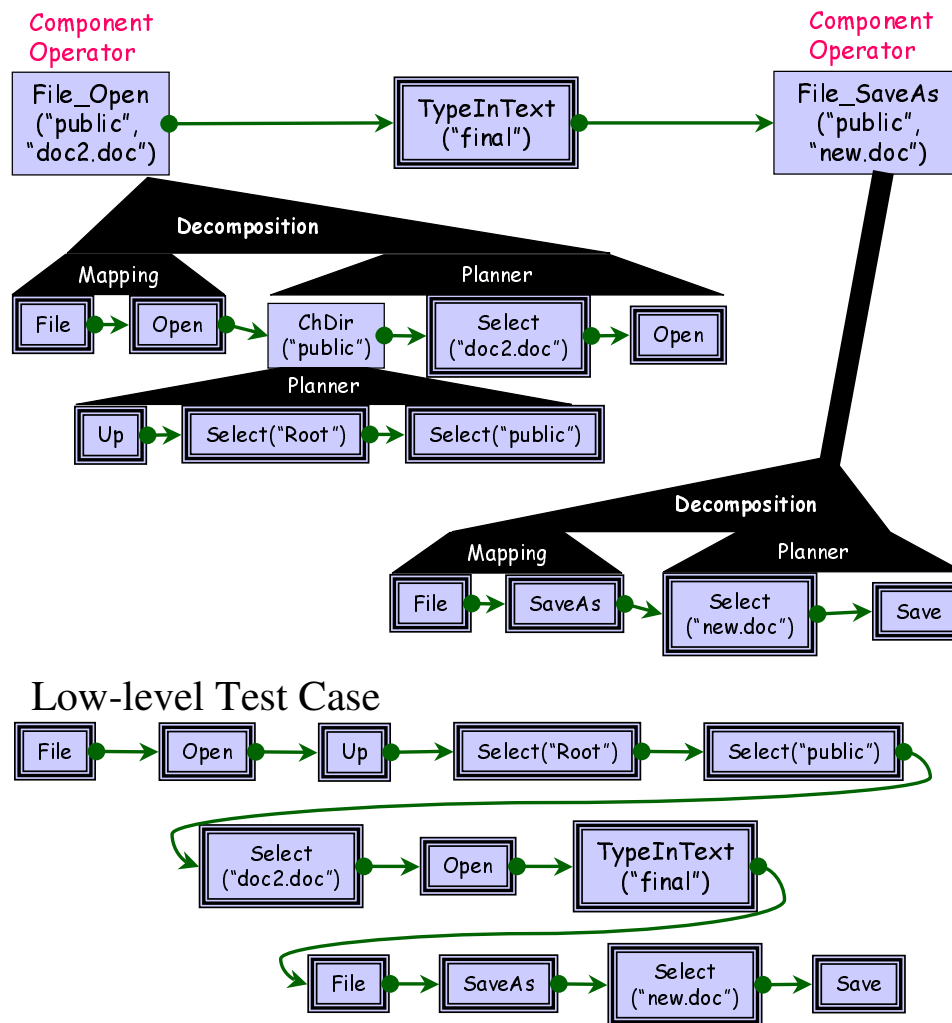 Component
Operator
Component
Operator
File_Open
(“public”,
“doc2.doc”)
TypeInText
(“final”)
File_SaveAs
(“public”,
“new.doc”)
Decomposition
Mapping
Planner
File
Open
ChDir
(“public”)
Select
(“doc2.doc”)
Open
Planner
Up
Select(“Root”)
Select(“public”)
Decomposition
Mapping
Planner
File
SaveAs
Select
(“new.doc”)
Save
Low-level Test Case
File
Open
Up
Select(“Root”)
Select(“public”)
Select
(“doc2.doc”)
Open
TypeInText
(“final”)
File
SaveAs
Select
(“new.doc”)
Save